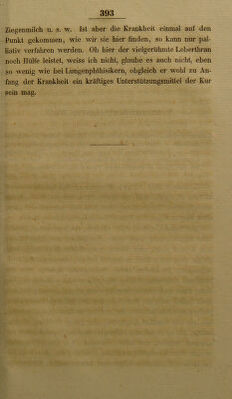 393
Ziegenmilch u. s. w. Ist aber die Krankheit einmal auf den
Punkt gekommen, wie wir sie hier finden, so kann nur pal-
liativ verfahren werden. Ob hier der vielgerühmte Leberthran
noch Hülfe leistet, weiss ich nicht, glaube es auch nicht, eben
so wenig wie bei Lungenphthisikern, obgleich er wohl zu An-
fang der Krankheit ein kräftiges Unterstützungsmittel der Kur
sein mag.